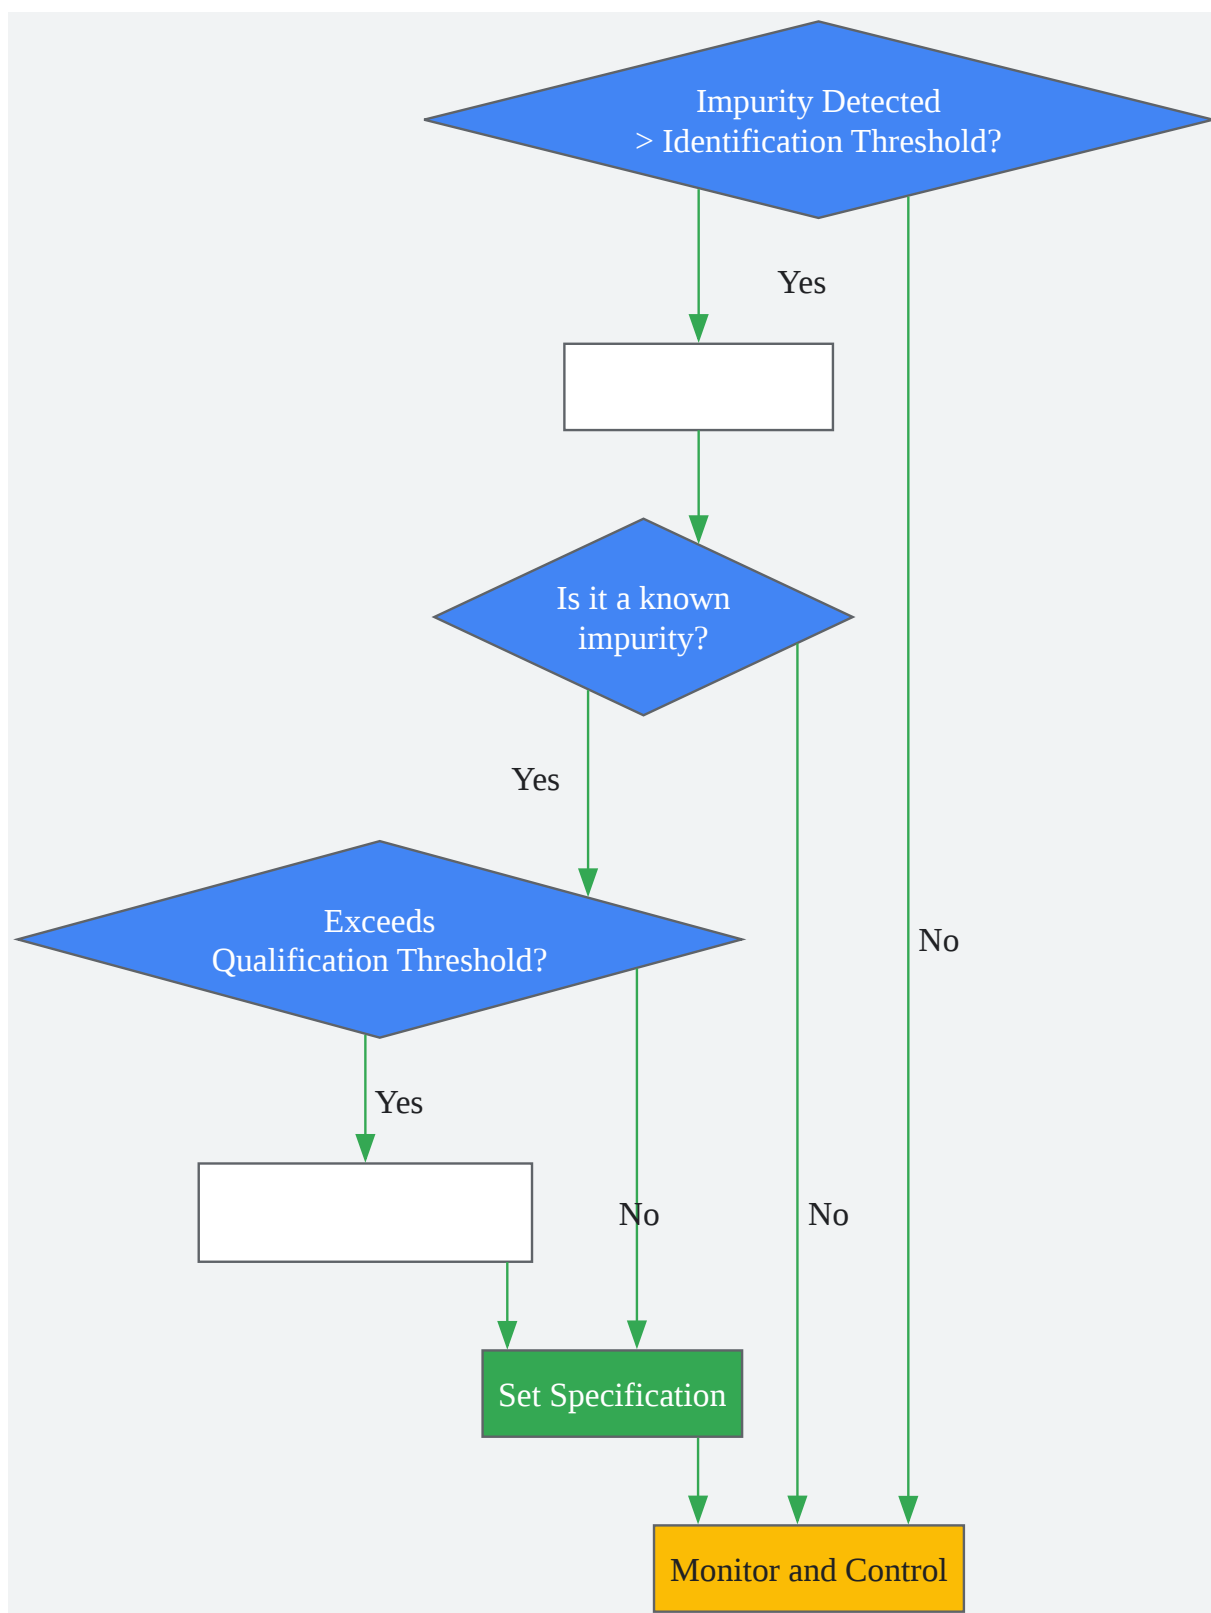 Impurity Detected
> Identification Threshold?
Yes
Is it a known
impurity?
Yes
Exceeds
Qualification Threshold?
No
Yes
No
No
Set Specification
Monitor and Control